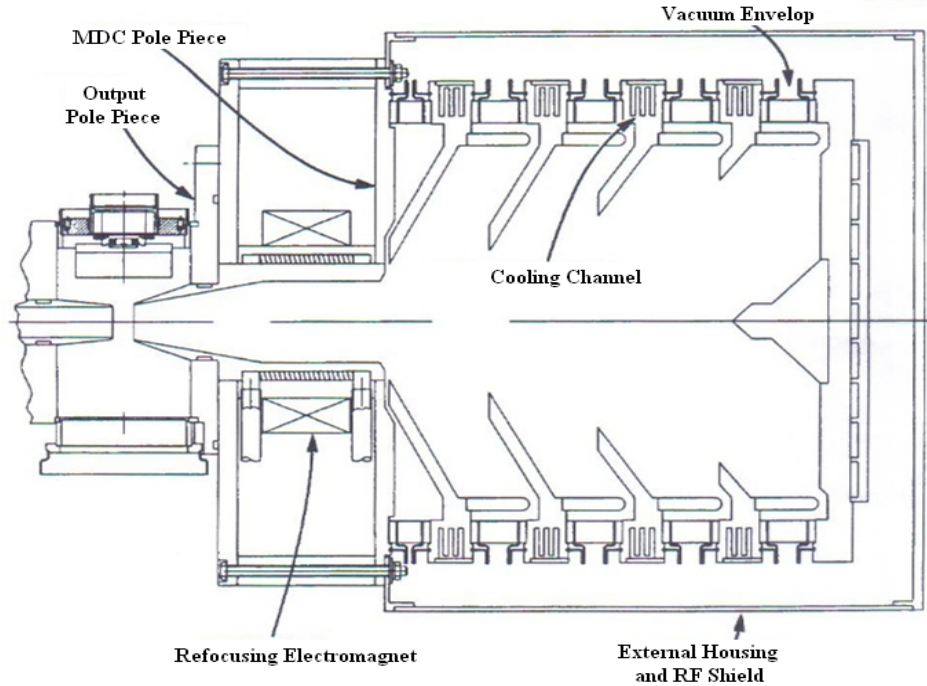 Vacuum Envelop
MDC Pole Piece
Output
Pole Piece
Cooling Channel
Refocusing Electromagnet
External Housing
and RF Shield